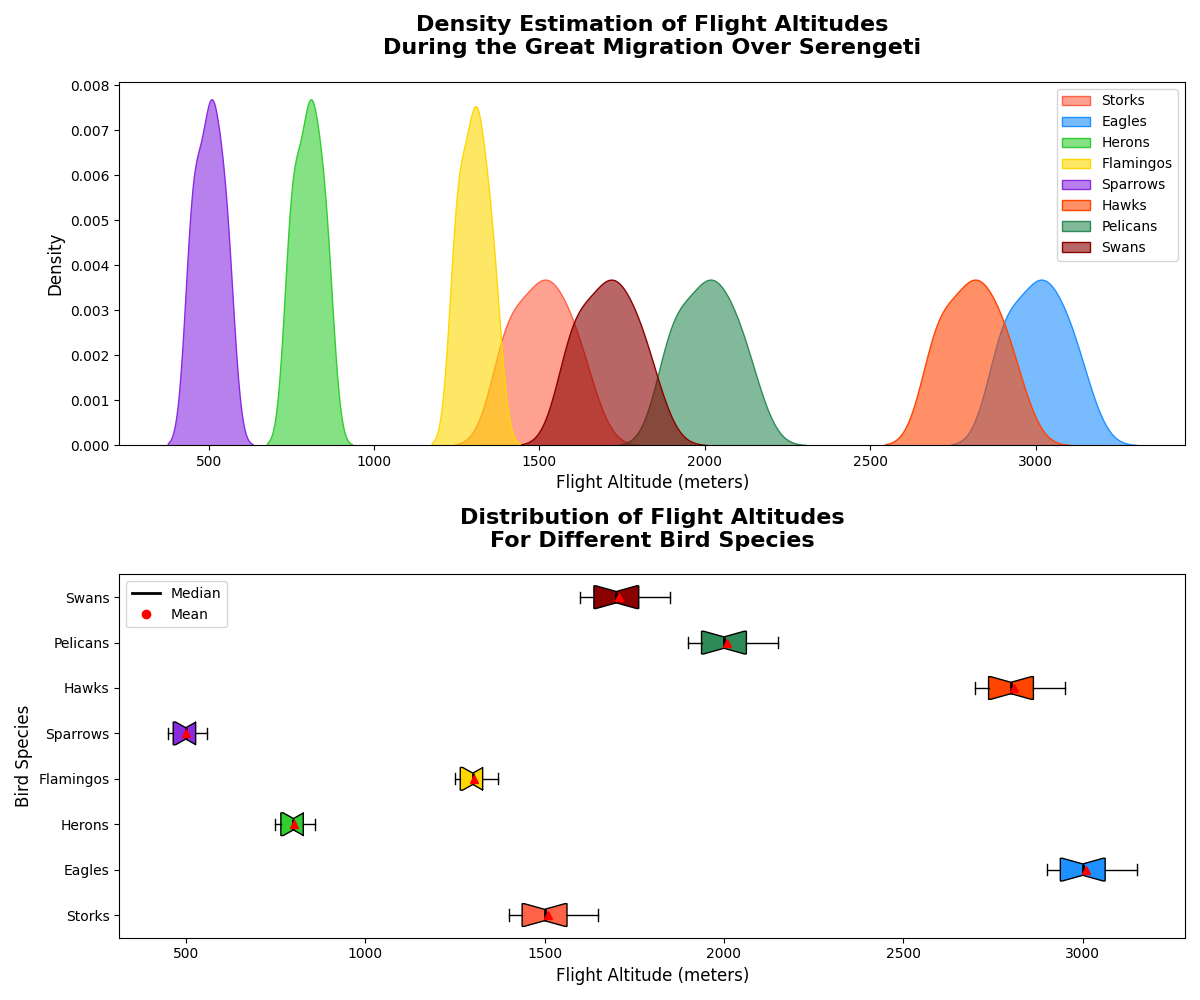 Density Estimation of Flight Altitudes
During the Great Migration Over Serengeti
0.008
0.007
0.006
0.005
0.004
0.003
0.002
0.001
0.000
Density
Storks
Eagles
Herons
Flamingos
Sparrows
Hawks
Pelicans
Swans
500 1000 1500 2000 2500 3000
Flight Altitude (meters)
Distribution of Flight Altitudes
For Different Bird Species
Median
Mean
Bird Species
Swans
Pelicans
Hawks
Sparrows
Flamingos
Herons
Eagles
Storks
500 1000 1500 2000 2500 3000
Flight Altitude (meters)